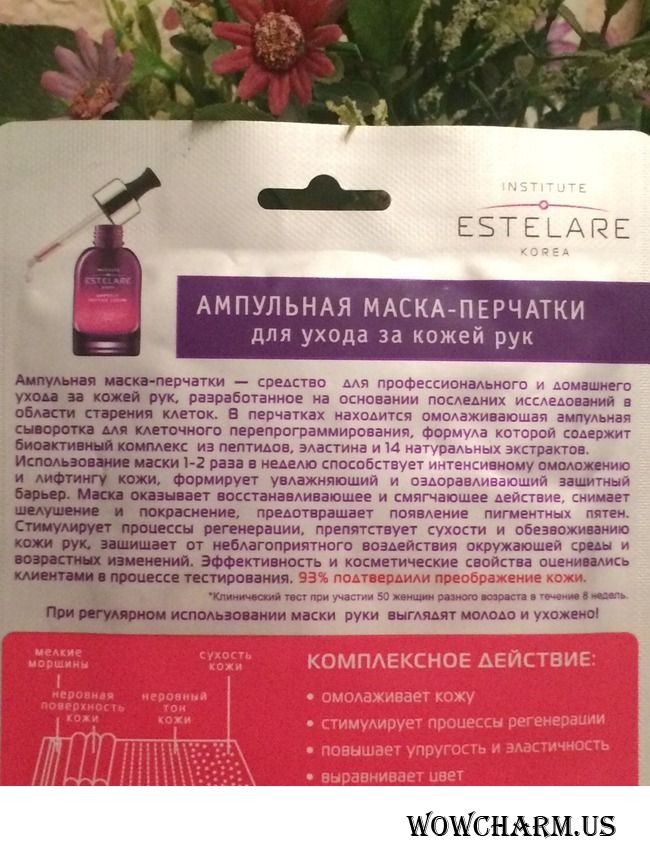 INSTITUTE
ESTELARE
KOREA
INSTITUTE
ESTELARE
АМПУЛЬНАЯ МАСКА-ПЕРЧАТКИ
для ухода за кожей рук
Ампульная маска-перчатки — средство для профессионального и домашнего
ухода за кожей рук, разработанное на основании последних исследований в
области старения клеток. В перчатках находится омолаживающая ампульная
сыворотка для клеточного перепрограммирования, формула которой содержит
биоактивный комплекс из пептидов, эластина и 14 натуральных экстрактов.
Использование маски 1-2 раза в неделю способствует интенсивному омоложению
и лифтингу кожи, формирует увлажняющий и оздоравливающий защитный
барьер. Маска оказывает восстанавливающее и смягчающее действие, снимает
шелушение и покраснение, предотвращает появление пигментных пятен.
Стимулирует процессы регенерации, препятствует сухости и обезвоживанию
кожи рук, защищает от неблагоприятного воздействия окружающей среды и
возрастных изменений. Эффективность и косметические свойства оценивались
клиентами в процессе тестирования. 93% подтвердили преображение кожи.
*Клинический тест при участии 50 женщин разного возраста в течение 8 недель.
При регулярном использовании маски руки выглядят молодо и ухожено!
мелкие
морщины
сухость
кожи
неровная
поверхность
кожи
неровный
тон
кожи
КОМПЛЕКСНОЕ ДЕЙСТВИЕ:
• омолаживает кожу
• стимулирует процессы регенерации
• повышает упругость и эластичность
• выравнивает цвет
WOWCHARM.US